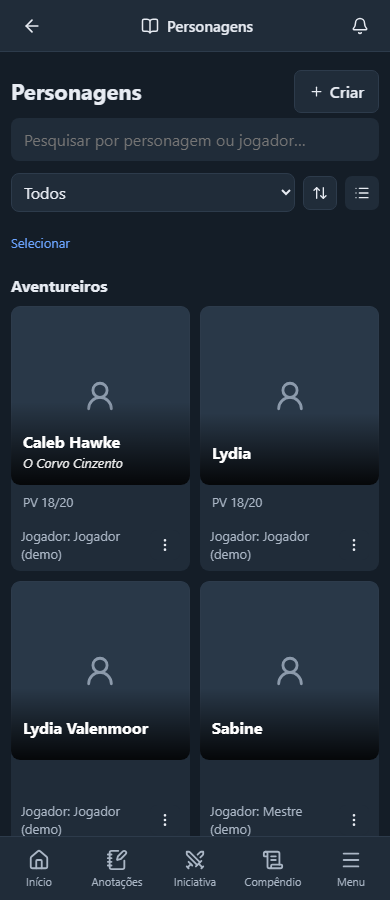 Personagens
Personagens
+ Criar
Pesquisar por personagem ou jogador...
Todos
Selecionar
Aventureiros
Caleb Hawke
O Corvo Cinzento
PV 18/20
Jogador: Jogador
(demo)
Lydia
PV 18/20
Jogador: Jogador
(demo)
Lydia Valenmoor
Jogador: Jogador
(demo)
Sabine
Jogador: Mestre
(demo)
Início
Anotações
Iniciativa
Compêndio
Menu